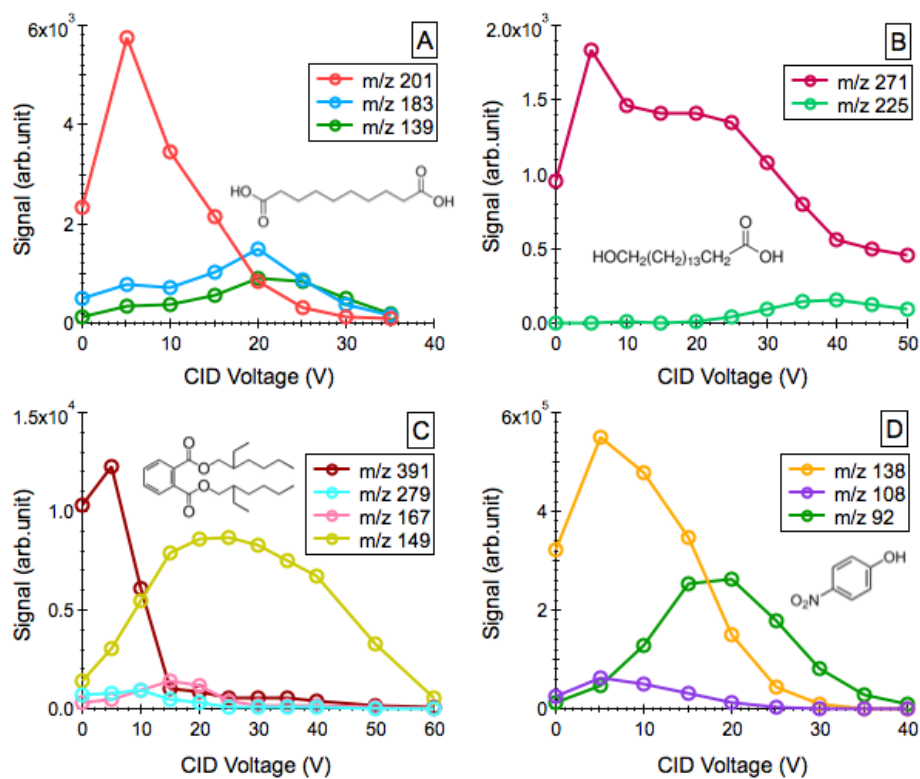 6x10³
A
m/z 201
m/z 183
m/z 139
Signal (arb.unit)
4
2
0
HO
O
O
OH
0
10
20
30
40
CID Voltage (V)
2.0x10³
B
m/z 271
m/z 225
Signal (arb.unit)
1.5
1.0
0.5
0.0
O
HOCH₂(CH₂)₁₃CH₂
OH
0
10
20
30
40
50
CID Voltage (V)
1.5x10⁴
C
m/z 391
m/z 279
m/z 167
m/z 149
Signal (arb.unit)
1.0
0.5
0.0
O
O
O
O
0
10
20
30
40
50
60
CID Voltage (V)
6x10⁵
D
m/z 138
m/z 108
m/z 92
Signal (arb.unit)
4
2
0
OH
O₂N
0
10
20
30
40
CID Voltage (V)